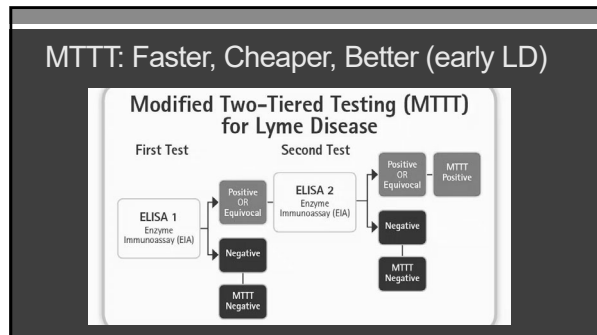 MTTT: Faster, Cheaper, Better (early LD)
Modified Two-Tiered Testing (MTTT)
for Lyme Disease
First Test
Second Test
ELISA 1
Enzyme
Immunoassay (EIA)
Positive
OR
Equivocal
Negative
MTTT
Negative
ELISA 2
Enzyme
Immunoassay (EIA)
Positive
OR
Equivocal
MTTT
Positive
Negative
MTTT
Negative